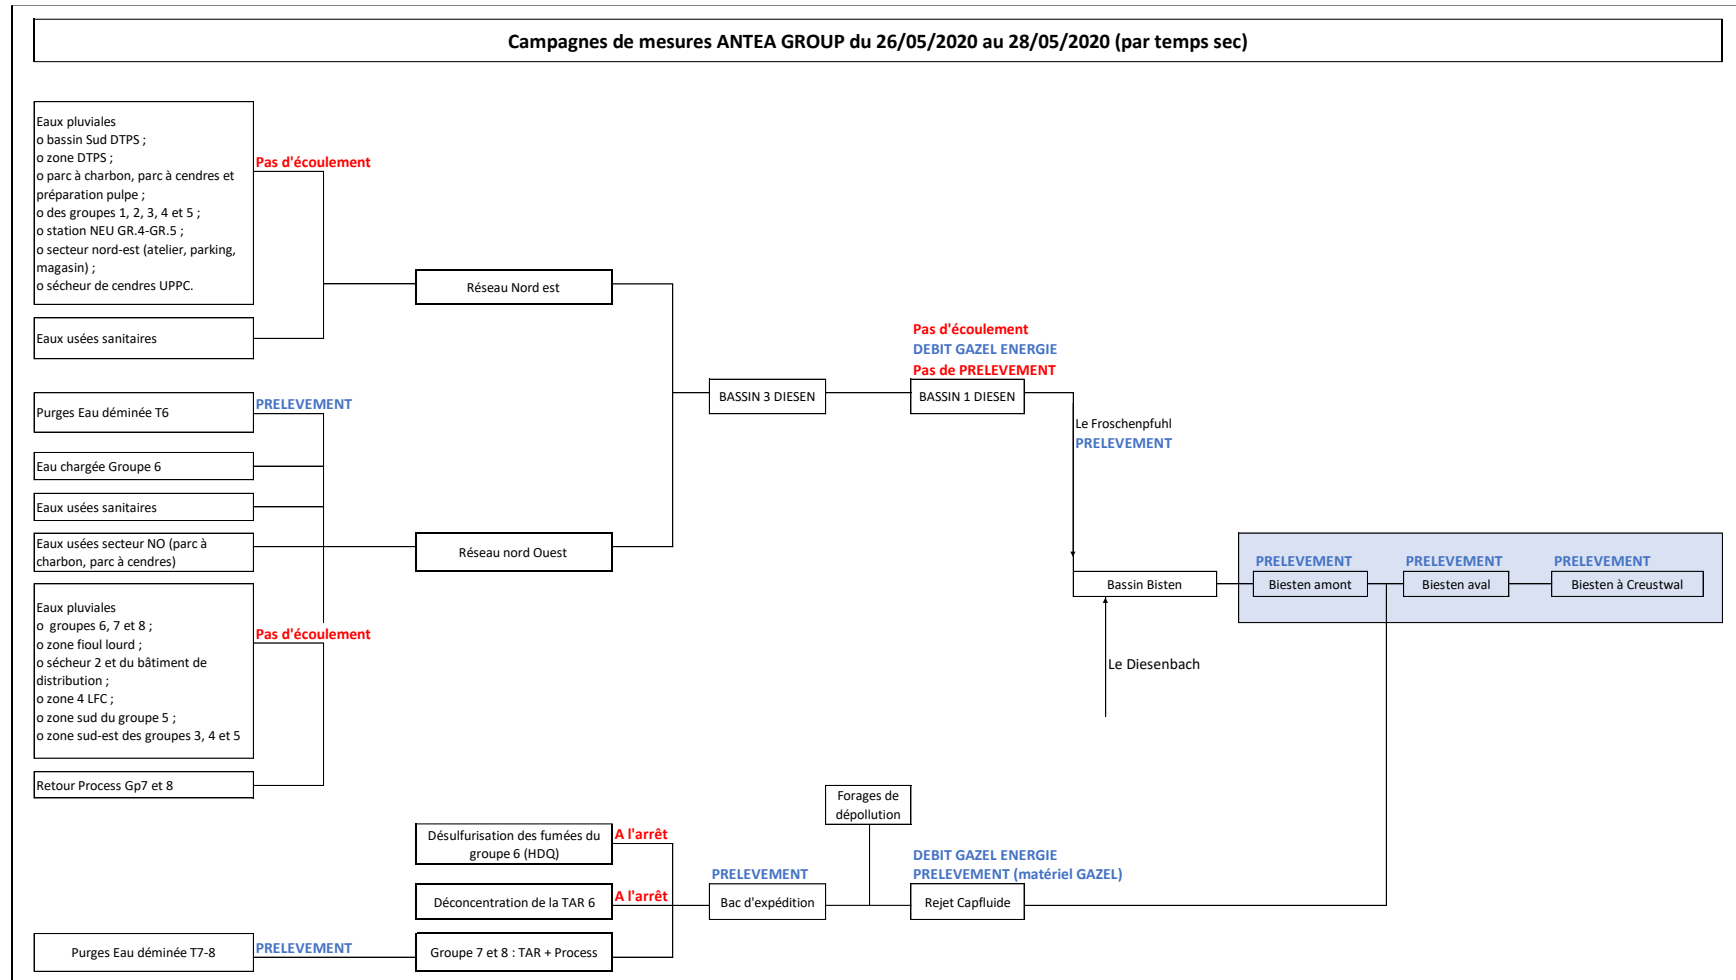 Campagnes de mesures ANTEA GROUP du 26/05/2020 au 28/05/2020 (par temps sec)
Eaux pluviales
o bassin Sud DTPS ;
o zone DTPS ;
o parc à charbon, parc à cendres et
préparation pulpe ;
o des groupes 1, 2, 3, 4 et 5 ;
o station NEU GR.4-GR.5 ;
o secteur nord-est (atelier, parking,
magasin) ;
o sécheur de cendres UPPC.
Pas d'écoulement
Réseau Nord est
Eaux usées sanitaires
Pas d'écoulement
DEBIT GAZEL ENERGIE
Pas de PRELEVEMENT
BASSIN 3 DIESEN
BASSIN 1 DIESEN
Purges Eau déminée T6
PRELEVEMENT
Le Froschenpfuhl
PRELEVEMENT
Eau chargée Groupe 6
Eaux usées sanitaires
Eaux usées secteur NO (parc à
charbon, parc à cendres)
Réseau nord Ouest
Bassin Bisten
PRELEVEMENT
Biesten amont
PRELEVEMENT
Biesten aval
PRELEVEMENT
Biesten à Creustwal
Eaux pluviales
o  groupes 6, 7 et 8 ;
o zone fioul lourd ;
o sécheur 2 et du bâtiment de
distribution ;
o zone 4 LFC ;
o zone sud du groupe 5 ;
o zone sud-est des groupes 3, 4 et 5
Pas d'écoulement
Le Diesenbach
Retour Process Gp7 et 8
Forages de
dépollution
Désulfurisation des fumées du
groupe 6 (HDQ)
A l'arrêt
Déconcentration de la TAR 6
A l'arrêt
PRELEVEMENT
Bac d'expédition
DEBIT GAZEL ENERGIE
PRELEVEMENT (matériel GAZEL)
Rejet Capfluide
Purges Eau déminée T7-8
PRELEVEMENT
Groupe 7 et 8 : TAR + Process